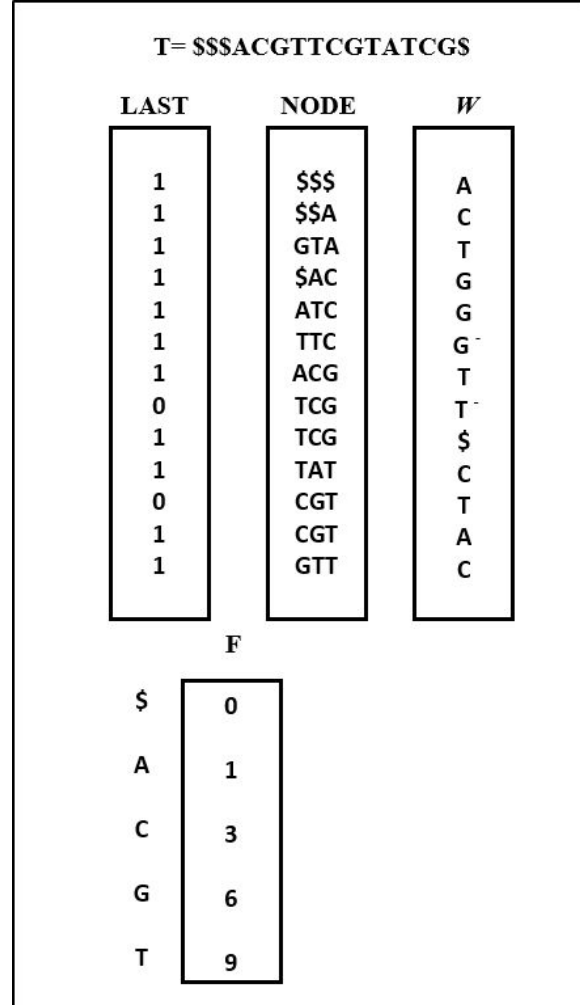 T= $$$ACGTTCGTATCG$
LAST NODE W
1 $$$ A
1 $$A C
1 GTA T
1 $AC G
1 ATC G
1 TTC G-
1 ACG T
0 TCG T-
1 TCG $
1 TAT C
0 CGT T
1 CGT A
1 GTT C
F
$ 0
A 1
C 3
G 6
T 9